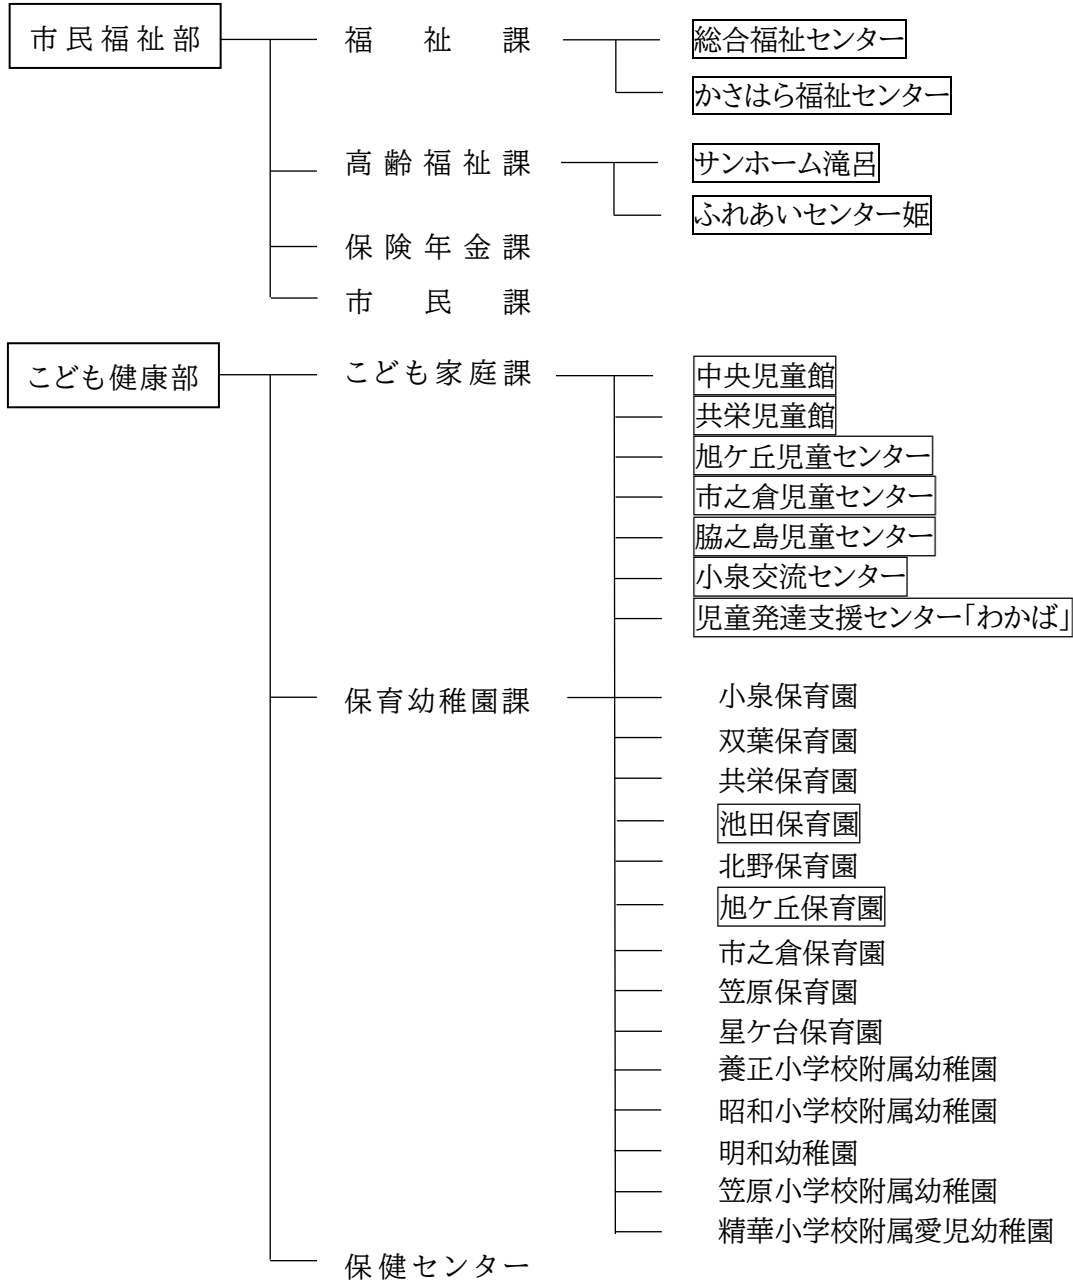 市民福祉部
福祉課
総合福祉センター
かさはら福祉センター
高齢福祉課
サンホーム滝呂
ふれあいセンター姫
保険年金課
市民課
こども健康部
こども家庭課
中央児童館
共栄児童館
旭ケ丘児童センター
市之倉児童センター
脇之島児童センター
小泉交流センター
児童発達支援センター「わかば」
保育幼稚園課
小泉保育園
双葉保育園
共栄保育園
池田保育園
北野保育園
旭ケ丘保育園
市之倉保育園
笠原保育園
星ケ台保育園
養正小学校附属幼稚園
昭和小学校附属幼稚園
明和幼稚園
笠原小学校附属幼稚園
精華小学校附属愛児幼稚園
保健センター